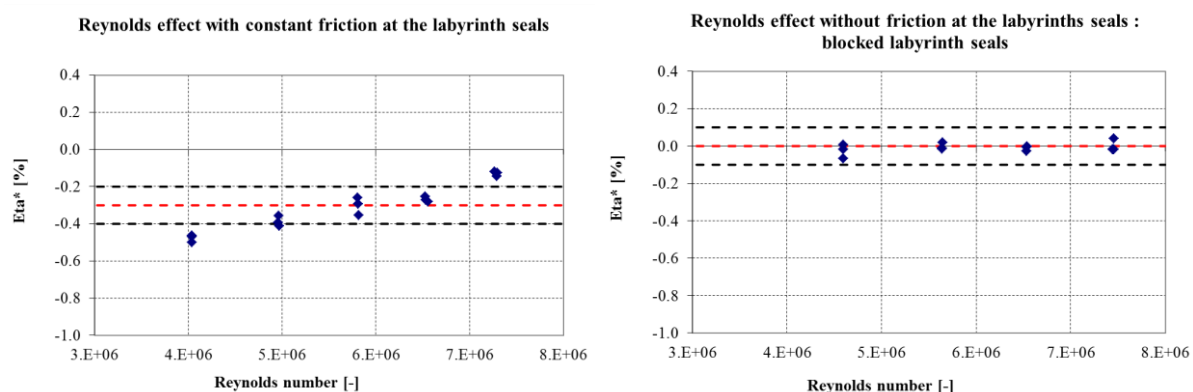 Reynolds effect with constant friction at the labyrinth seals
0.4
0.2
0.0
-0.2
-0.4
-0.6
-0.8
-1.0
Eta* [%]
3.E+06 4.E+06 5.E+06 6.E+06 7.E+06 8.E+06
Reynolds number [-]
Reynolds effect without friction at the labyrinths seals :
blocked labyrinth seals
0.4
0.2
0.0
-0.2
-0.4
-0.6
-0.8
-1.0
Eta* [%]
3.E+06 4.E+06 5.E+06 6.E+06 7.E+06 8.E+06
Reynolds number [-]